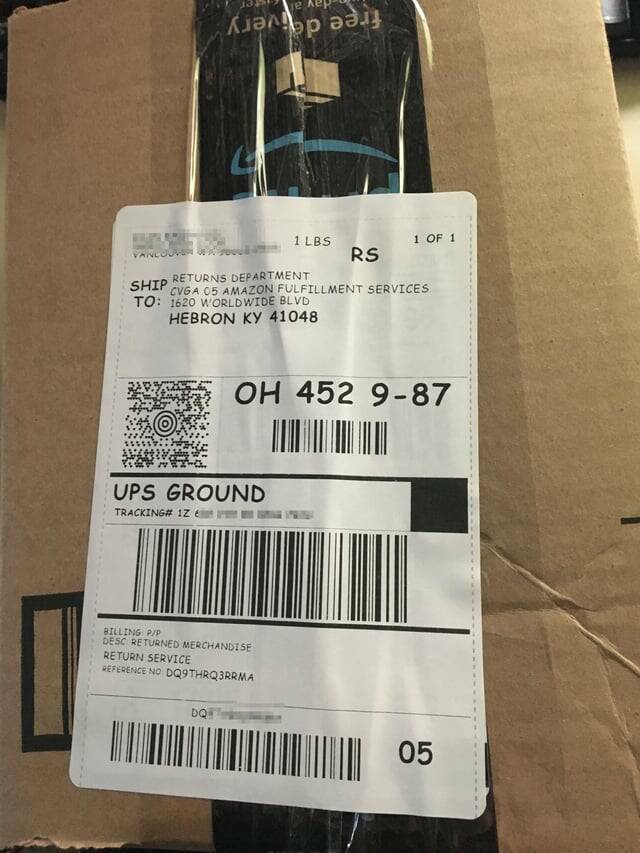 free delivery
1 LBS
1 OF 1
RS
SHIP TO:
RETURNS DEPARTMENT
CVGA 05 AMAZON FULFILLMENT SERVICES
1620 WORLDWIDE BLVD
HEBRON KY 41048
OH 452 9-87
UPS GROUND
TRACKING# 1Z
BILLING: P/P
DESC: RETURNED MERCHANDISE
RETURN SERVICE
REFERENCE NO: DQ9THRQ3RRMA
DQ
05